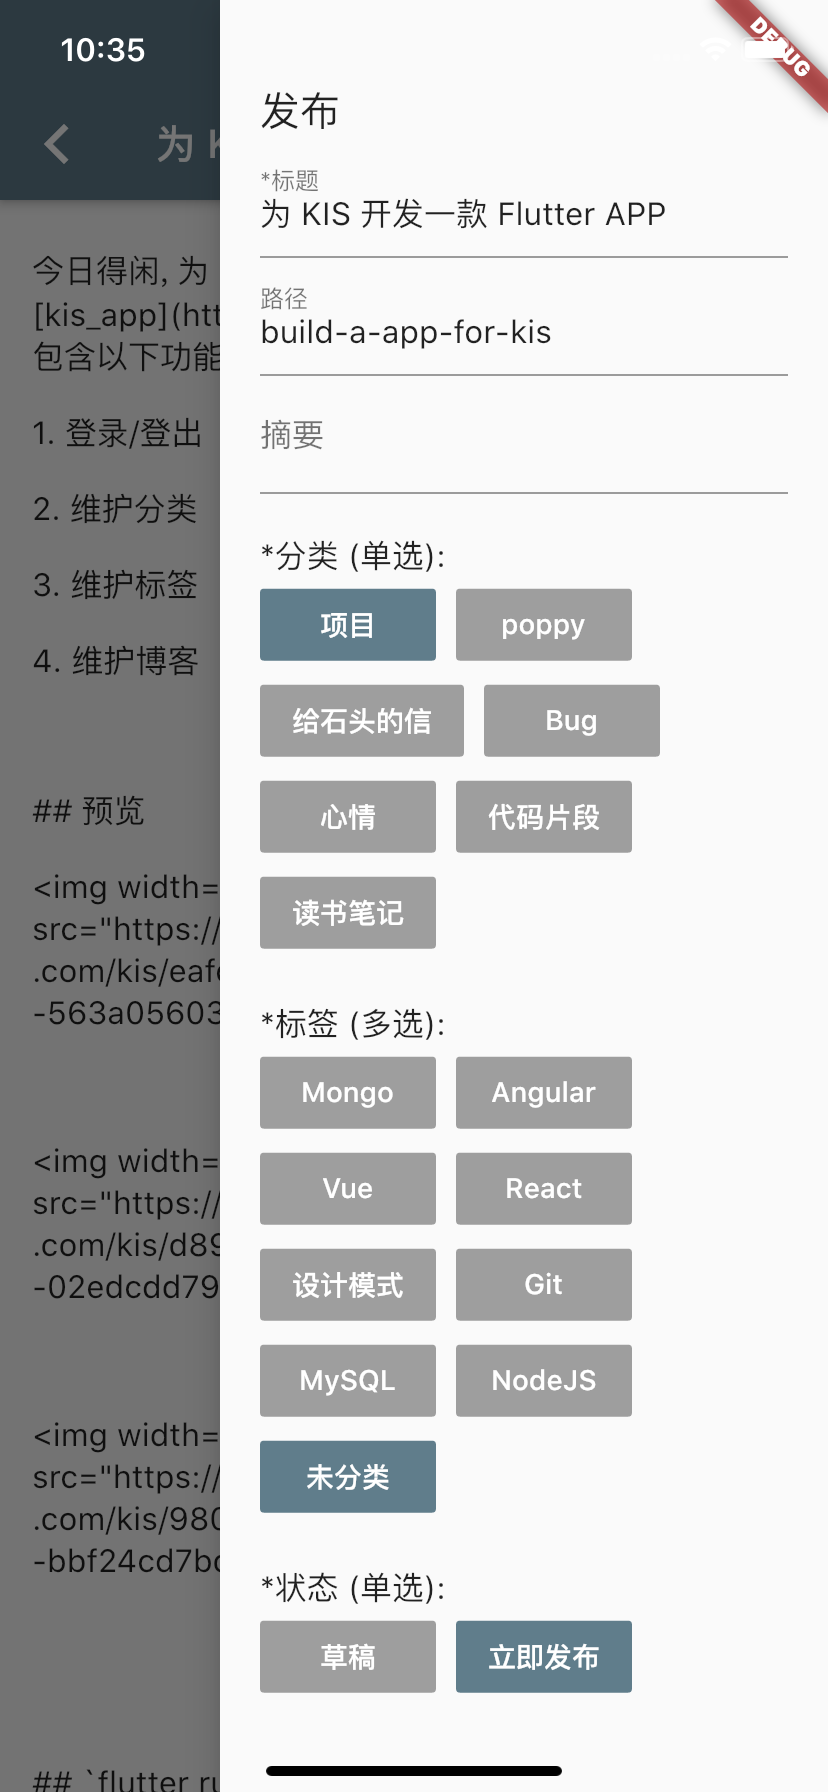 10:35
DEBUG
为 K
今日得闲, 为
[kis_app](htt
包含以下功能
1. 登录/登出
2. 维护分类
3. 维护标签
4. 维护博客
## 预览
<img width=
src="https://
.com/kis/eaf
-563a05603
<img width=
src="https://
.com/kis/d89
-02edcdd79
<img width=
src="https://
.com/kis/980
-bbf24cd7b
## `flutter ru
发布
*标题
为 KIS 开发一款 Flutter APP
路径
build-a-app-for-kis
摘要
*分类 (单选):
项目 poppy
给石头的信 Bug
心情 代码片段
读书笔记
*标签 (多选):
Mongo Angular
Vue React
设计模式 Git
MySQL NodeJS
未分类
*状态 (单选):
草稿 立即发布